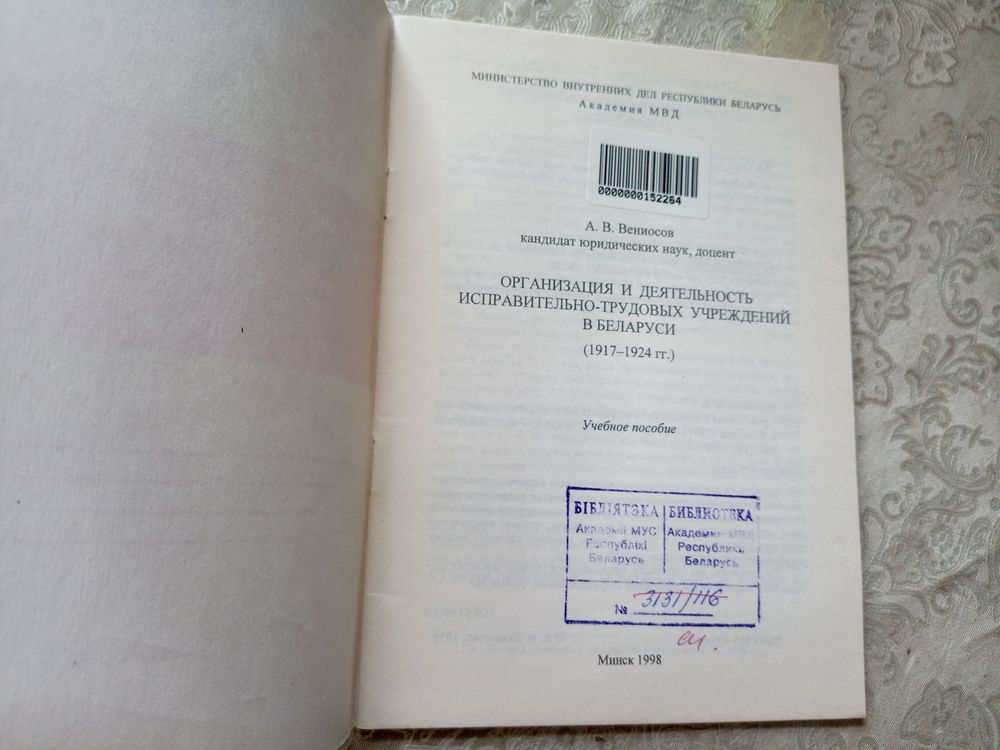 МИНИСТЕРСТВО ВНУТРЕННИХ ДЕЛ РЕСПУБЛИКИ БЕЛАРУСЬ
Академия МВД
0000000152264
А. В. Вениосов
кандидат юридических наук, доцент
ОРГАНИЗАЦИЯ И ДЕЯТЕЛЬНОСТЬ
ИСПРАВИТЕЛЬНО-ТРУДОВЫХ УЧРЕЖДЕНИЙ
В БЕЛАРУСИ
(1917–1924 гг.)
Учебное пособие
БІБЛІЯТЭКА
Акадэміі МУС
Рэспублікі
Беларусь
БИБЛИОТЕКА
Академии МВД
Республики
Беларусь
№ 3131/116
Минск 1998